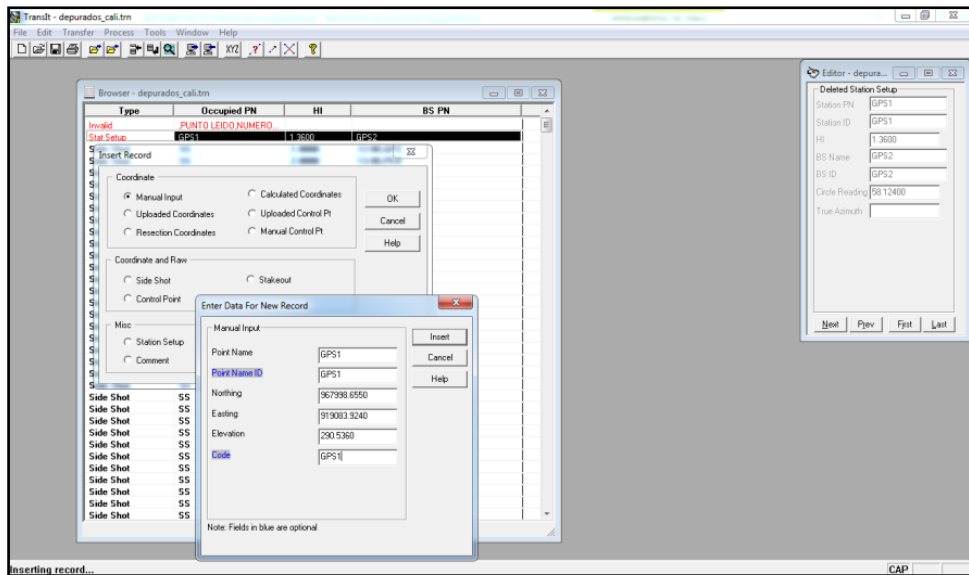 TransIt - depurados_cali.trn
File Edit Transfer Process Tools Window Help
XYZ
Browser - depurados_cali.trn
Type Occupied PN HI BS PN
Invalid PUNTO LEIDO,NUMERO...
Stat Setup GPS1 1.3600 GPS2
Insert Record
Coordinate
Manual Input Calculated Coordinates OK
Uploaded Coordinates Uploaded Control Pt Cancel
Resection Coordinates Manual Control Pt Help
Coordinate and Raw
Side Shot Stakeout
Control Point
Misc
Station Setup
Comment
Enter Data For New Record
Manual Input Insert
Point Name GPS1 Cancel
Point Name ID GPS1 Help
Northing 967998.6550
Easting 919083.9240
Elevation 290.5360
Code GPS1
Note: Fields in blue are optional
Side Shot SS
Side Shot SS
Side Shot SS
Side Shot SS
Side Shot SS
Side Shot SS
Side Shot SS
Side Shot SS
Side Shot SS
Side Shot SS
Side Shot SS
Editor - depura...
Deleted Station Setup
Station PN GPS1
Station ID GPS1
HI 1.3600
BS Name GPS2
BS ID GPS2
Circle Reading 58.12400
True Azimuth
Next Prev First Last
Inserting record... CAP